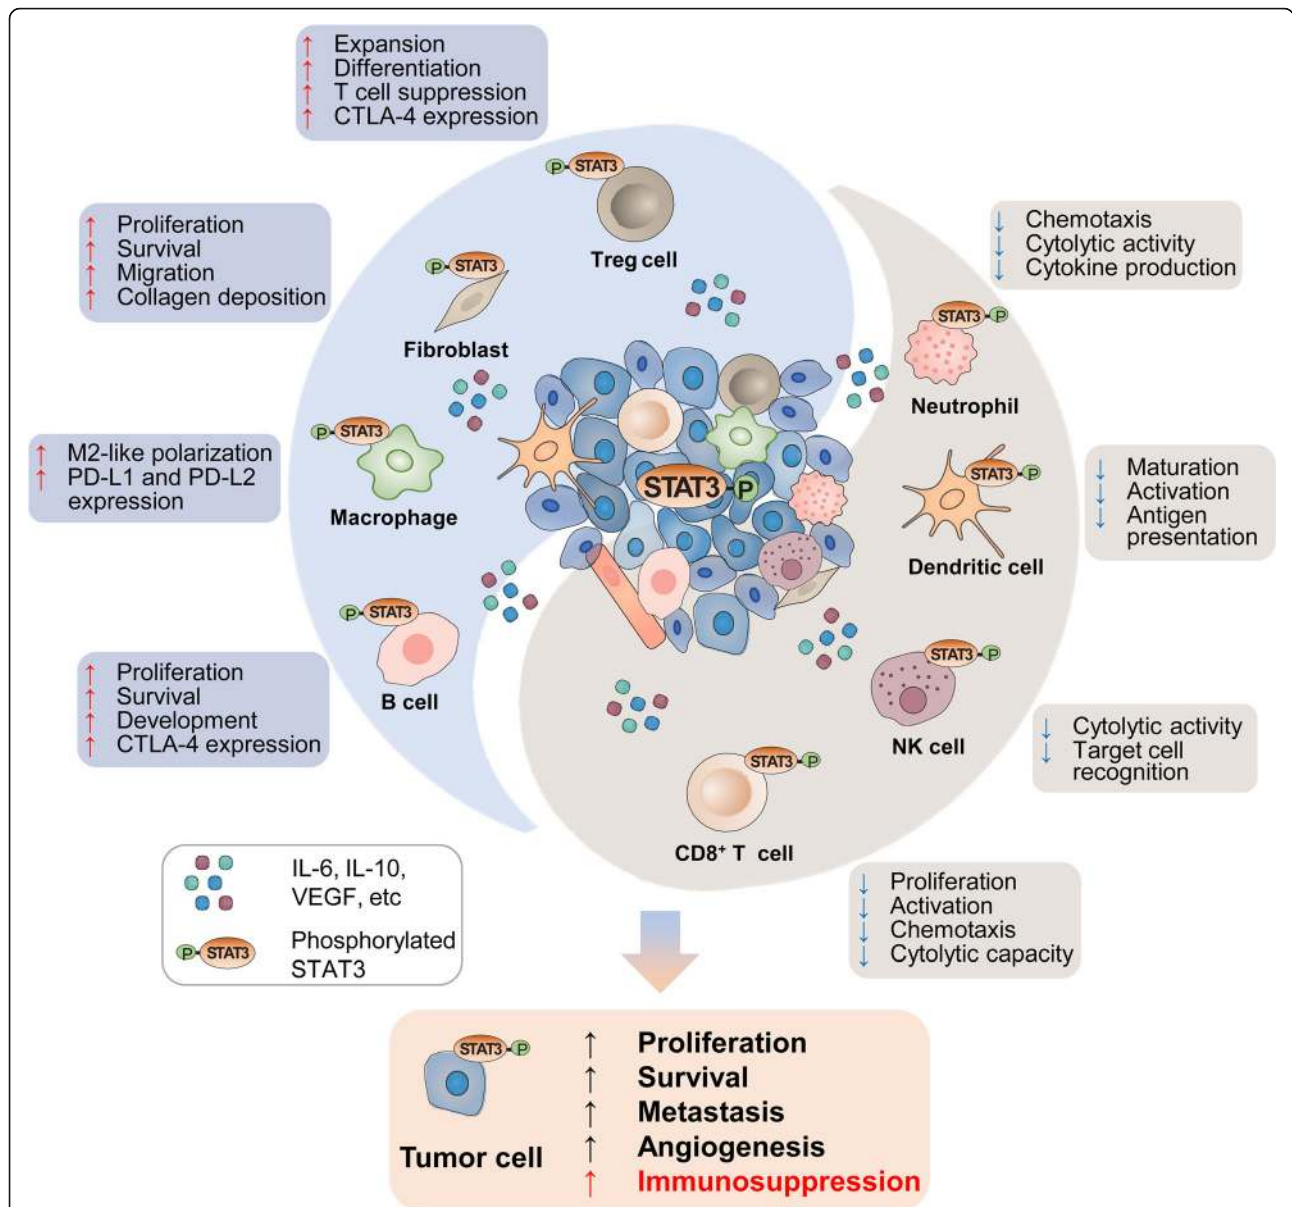 ↑ Expansion
↑ Differentiation
↑ T cell suppression
↑ CTLA-4 expression
P STAT3
Treg cell
↑ Proliferation
↑ Survival
↑ Migration
↑ Collagen deposition
P STAT3
Fibroblast
↑ M2-like polarization
↑ PD-L1 and PD-L2
expression
P STAT3
Macrophage
↑ Proliferation
↑ Survival
↑ Development
↑ CTLA-4 expression
P STAT3
B cell
STAT3 P
↓ Chemotaxis
↓ Cytolytic activity
↓ Cytokine production
STAT3 P
Neutrophil
↓ Maturation
↓ Activation
↓ Antigen
presentation
STAT3 P
Dendritic cell
↓ Cytolytic activity
↓ Target cell
recognition
STAT3 P
NK cell
STAT3 P
CD8⁺ T cell
↓ Proliferation
↓ Activation
↓ Chemotaxis
↓ Cytolytic capacity
IL-6, IL-10,
VEGF, etc
P STAT3 Phosphorylated
STAT3
STAT3 P
Tumor cell
↑ Proliferation
↑ Survival
↑ Metastasis
↑ Angiogenesis
↑ Immunosuppression